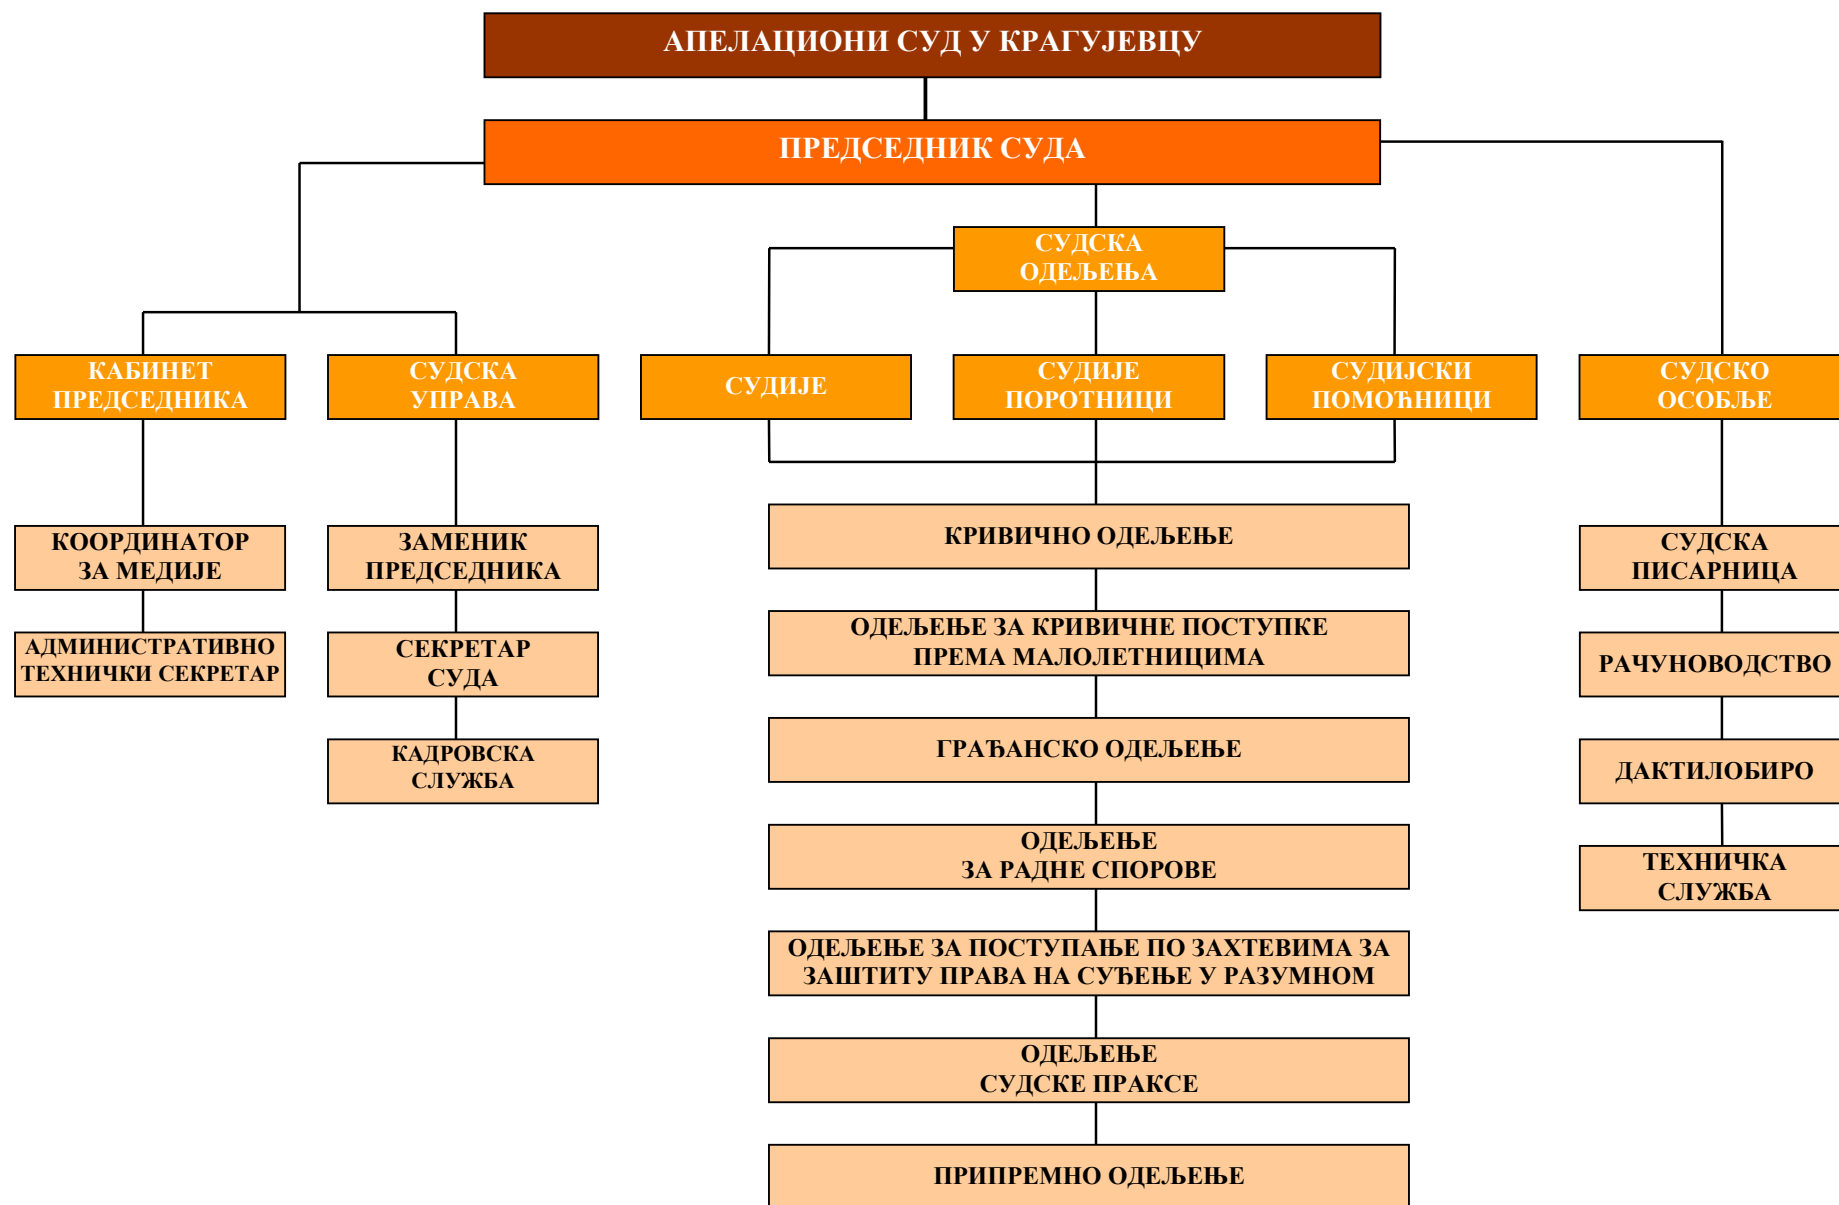 АПЕЛАЦИОНИ СУД У КРАГУЈЕВЦУ
ПРЕДСЕДНИК СУДА
СУДСКА
ОДЕЉЕЊА
КАБИНЕТ
ПРЕДСЕДНИКА
СУДСКА
УПРАВА
СУДИЈЕ
СУДИЈЕ
ПОРОТНИЦИ
СУДИЈСКИ
ПОМОЋНИЦИ
СУДСКО
ОСОБЉЕ
КООРДИНАТОР
ЗА МЕДИЈЕ
АДМИНИСТРАТИВНО
ТЕХНИЧКИ СЕКРЕТАР
ЗАМЕНИК
ПРЕДСЕДНИКА
СЕКРЕТАР
СУДА
КАДРОВСКА
СЛУЖБА
КРИВИЧНО ОДЕЉЕЊЕ
ОДЕЉЕЊЕ ЗА КРИВИЧНЕ ПОСТУПКЕ
ПРЕМА МАЛОЛЕТНИЦИМА
ГРАЂАНСКО ОДЕЉЕЊЕ
ОДЕЉЕЊЕ
ЗА РАДНЕ СПОРОВЕ
ОДЕЉЕЊЕ ЗА ПОСТУПАЊЕ ПО ЗАХТЕВИМА ЗА
ЗАШТИТУ ПРАВА НА СУЂЕЊЕ У РАЗУМНОМ
ОДЕЉЕЊЕ
СУДСКЕ ПРАКСЕ
ПРИПРЕМНО ОДЕЉЕЊЕ
СУДСКА
ПИСАРНИЦА
РАЧУНОВОДСТВО
ДАКТИЛОБИРО
ТЕХНИЧКА
СЛУЖБА